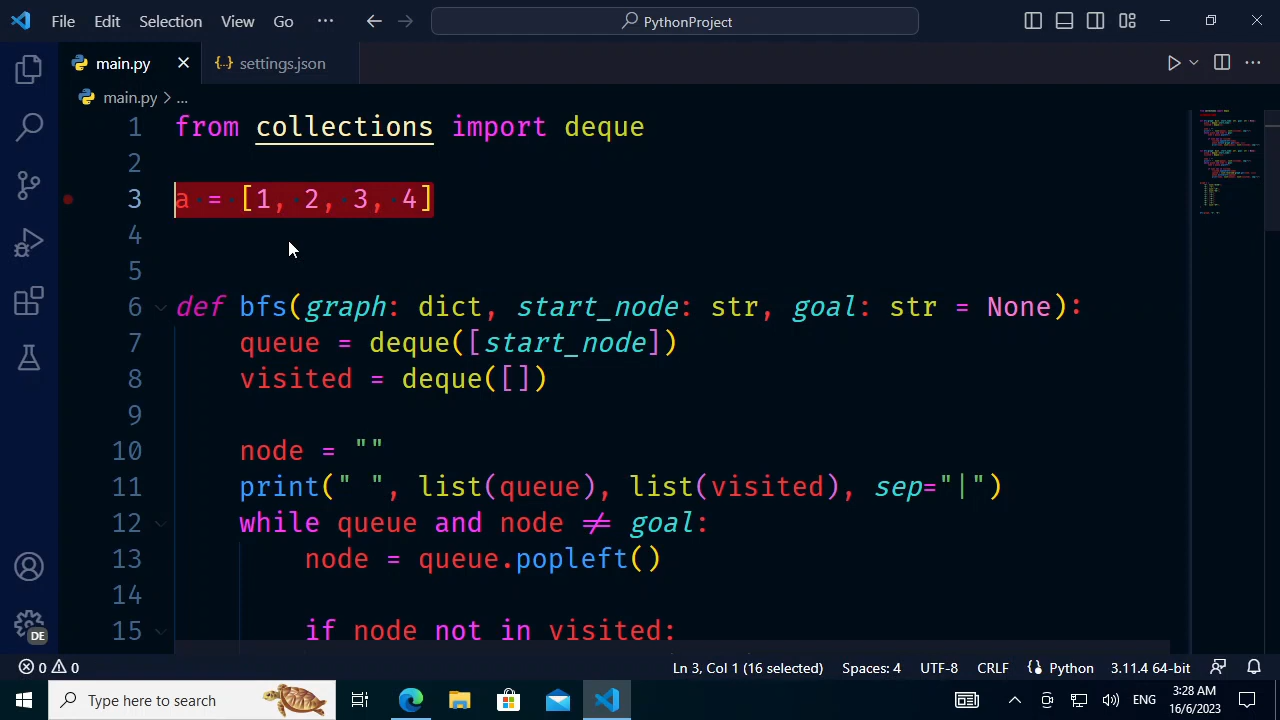 File Edit Selection View Go ··· PythonProject
main.py settings.json
main.py > ...
1 from collections import deque
2
3 a = [1, 2, 3, 4]
4
5
6 def bfs(graph: dict, start_node: str, goal: str = None):
7 queue = deque([start_node])
8 visited = deque([])
9
10 node = ""
11 print(" ", list(queue), list(visited), sep="|")
12 while queue and node ≠ goal:
13 node = queue.popleft()
14
15 if node not in visited:
DE
0 0 Ln 3, Col 1 (16 selected) Spaces: 4 UTF-8 CRLF Python 3.11.4 64-bit
Type here to search ENG 3:28 AM
16/6/2023